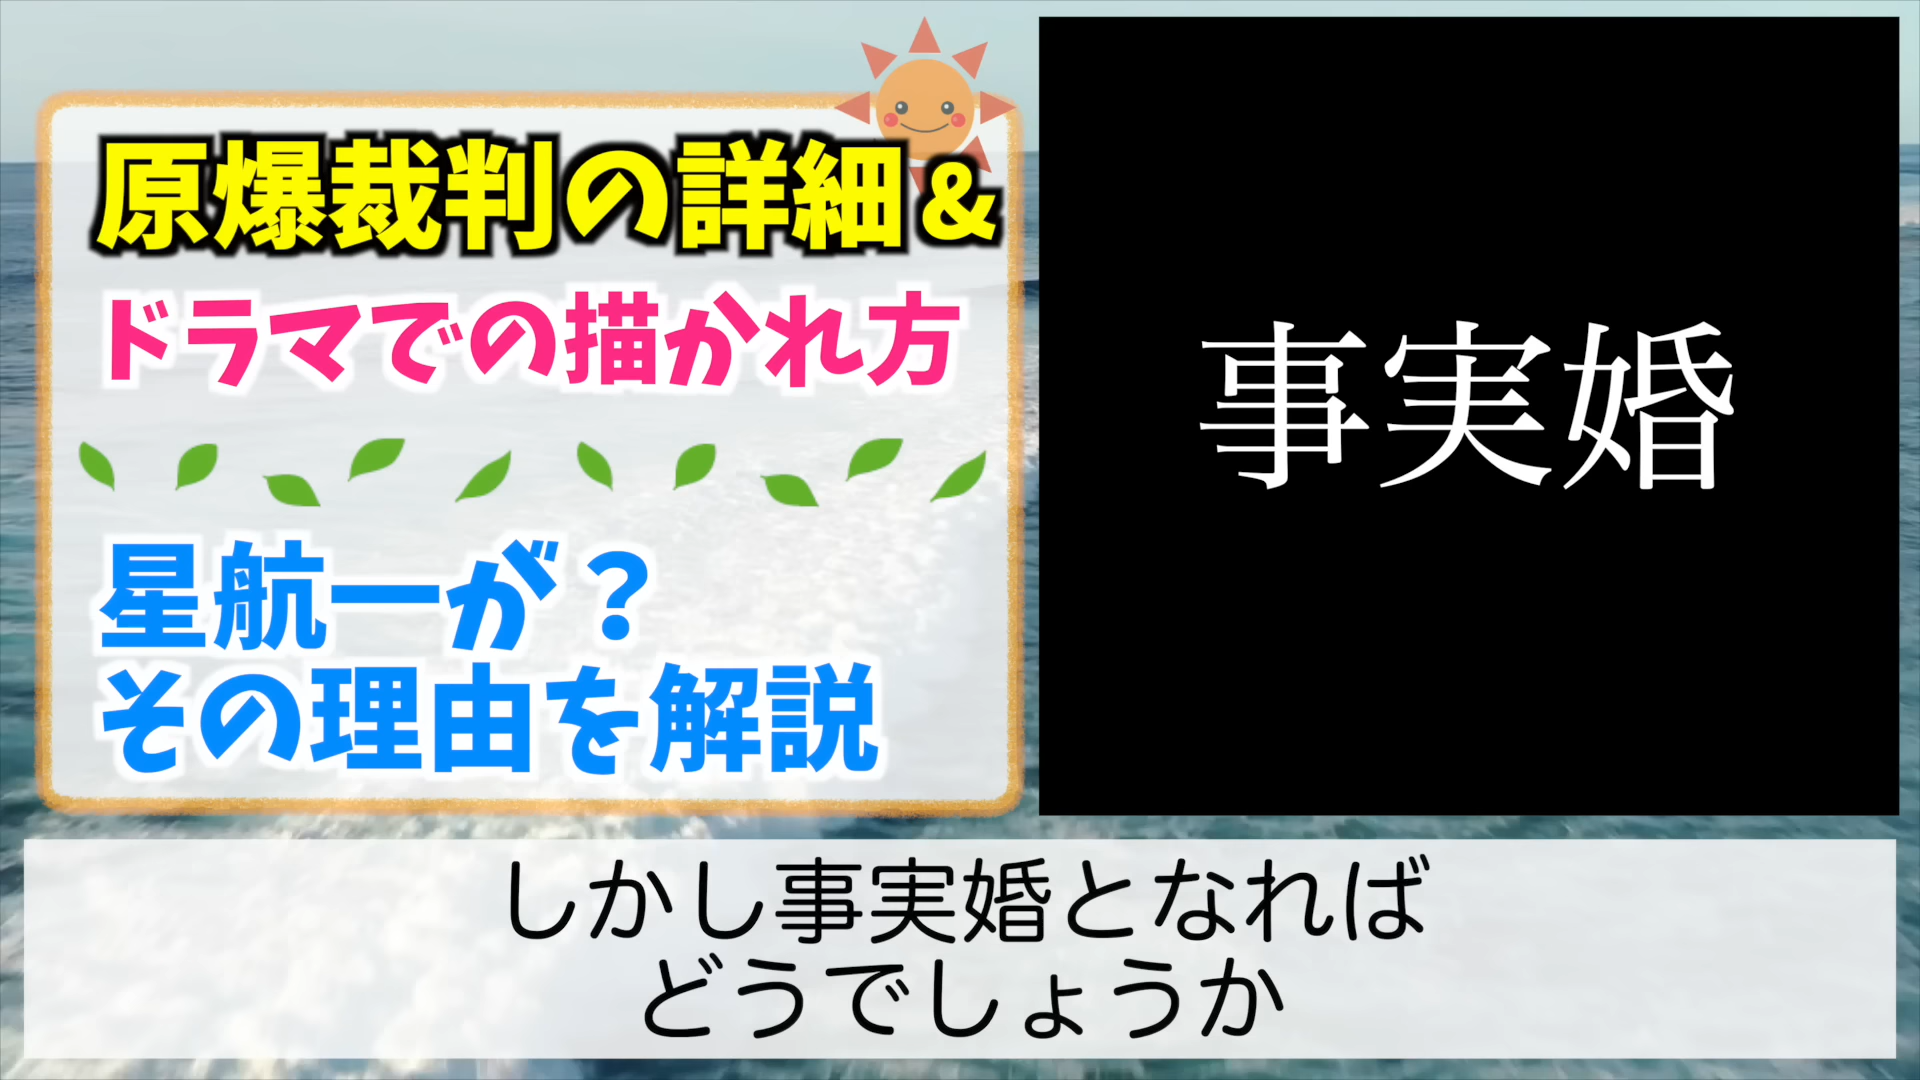 原爆裁判の詳細&
ドラマでの描かれ方
星航一が？
その理由を解説
事実婚
しかし事実婚となれば
どうでしょうか